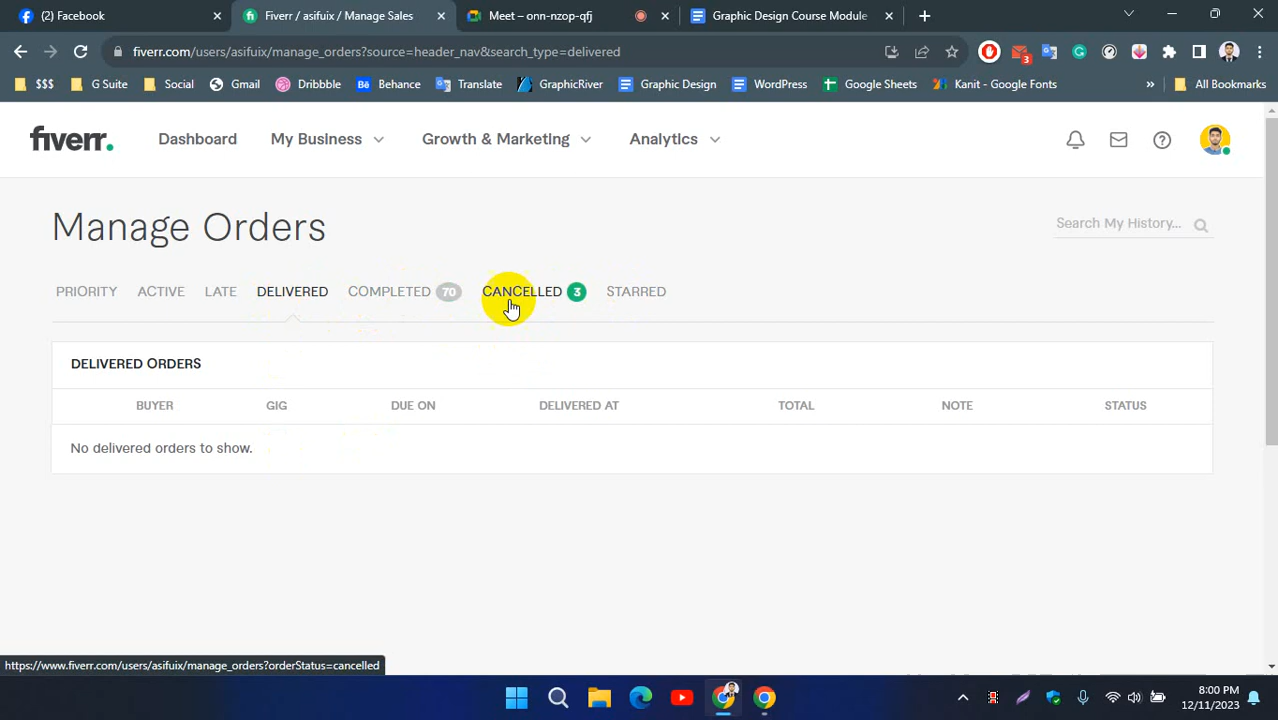 (2) Facebook
Fiverr / asifuix / Manage Sales
Meet – onn-nzop-qfj
Graphic Design Course Module
fiverr.com/users/asifuix/manage_orders?source=header_nav&search_type=delivered
3
$$$
G Suite
Social
Gmail
Dribbble
Behance
Translate
GraphicRiver
Graphic Design
WordPress
Google Sheets
Kanit - Google Fonts
»
All Bookmarks
fiverr.
Dashboard
My Business
Growth & Marketing
Analytics
Manage Orders
Search My History...
PRIORITY
ACTIVE
LATE
DELIVERED
COMPLETED 70
CANCELLED 3
STARRED
DELIVERED ORDERS
BUYER
GIG
DUE ON
DELIVERED AT
TOTAL
NOTE
STATUS
No delivered orders to show.
https://www.fiverr.com/users/asifuix/manage_orders?orderStatus=cancelled
8:00 PM
12/11/2023